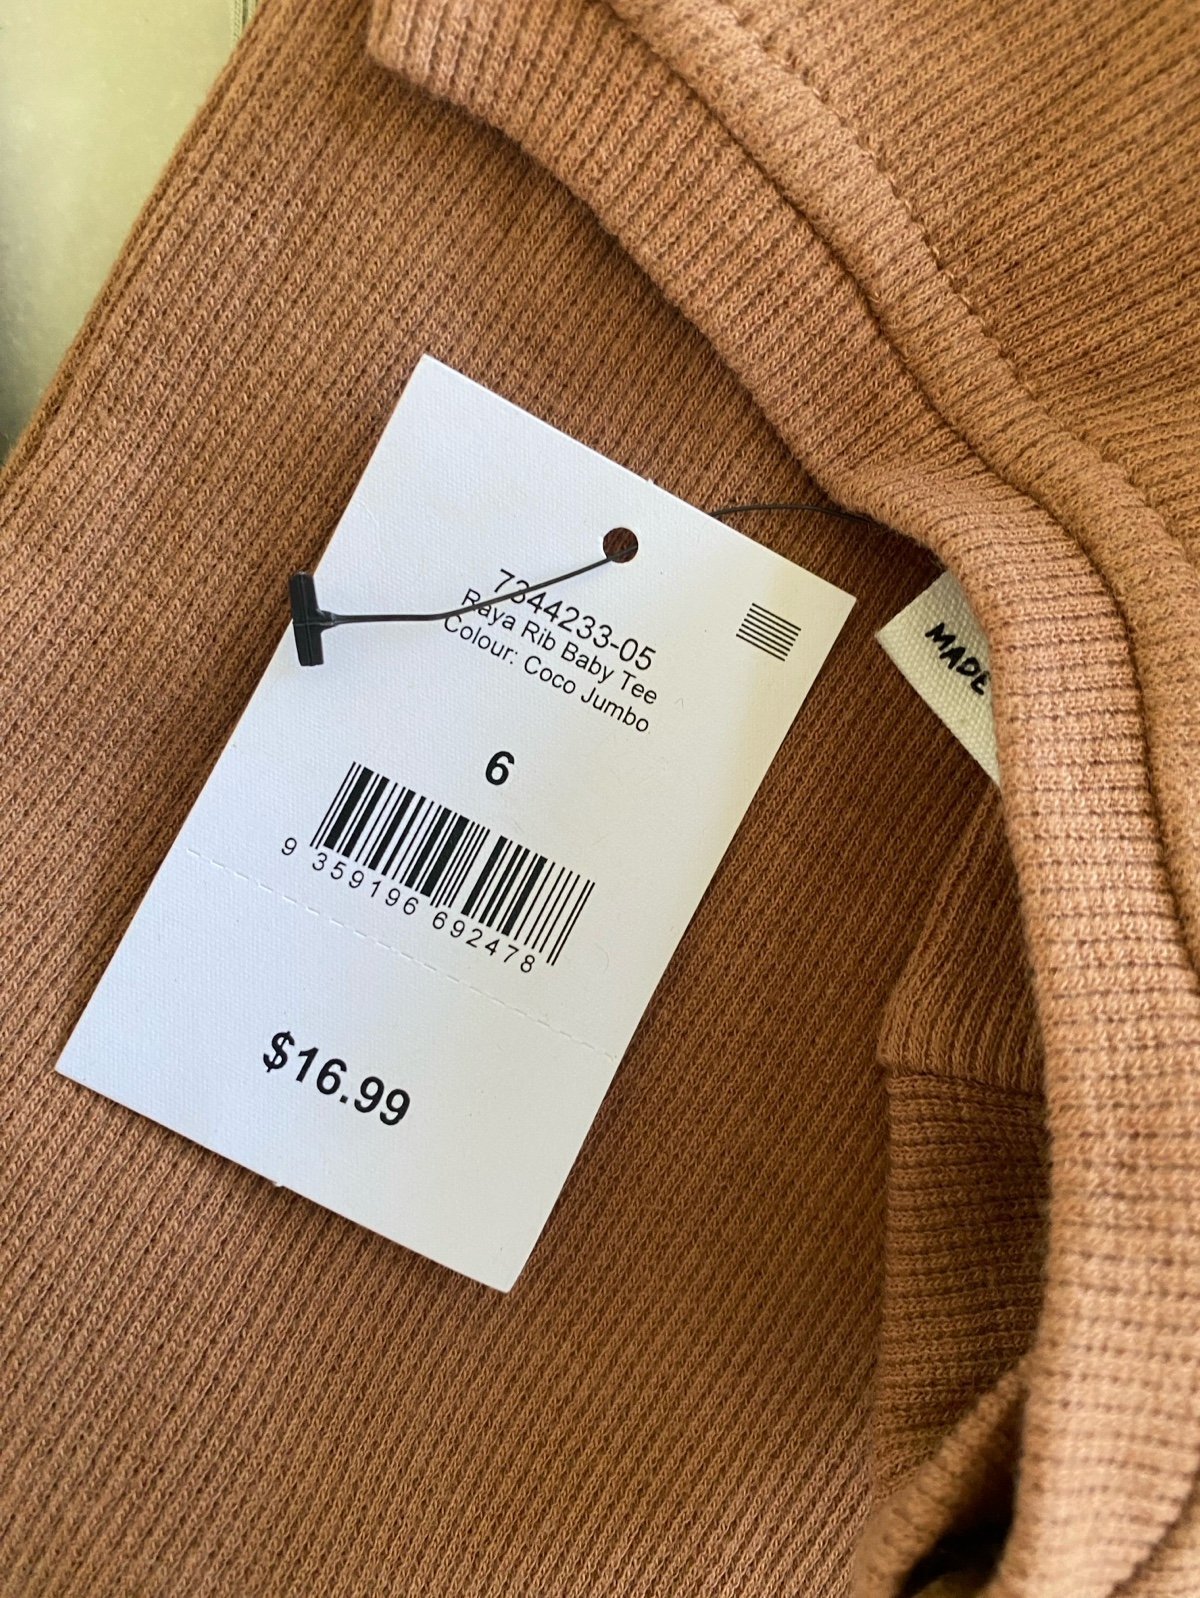 7344233-05
Raya Rib Baby Tee
Colour: Coco Jumbo
6
9 359196 692478
$16.99
MADE